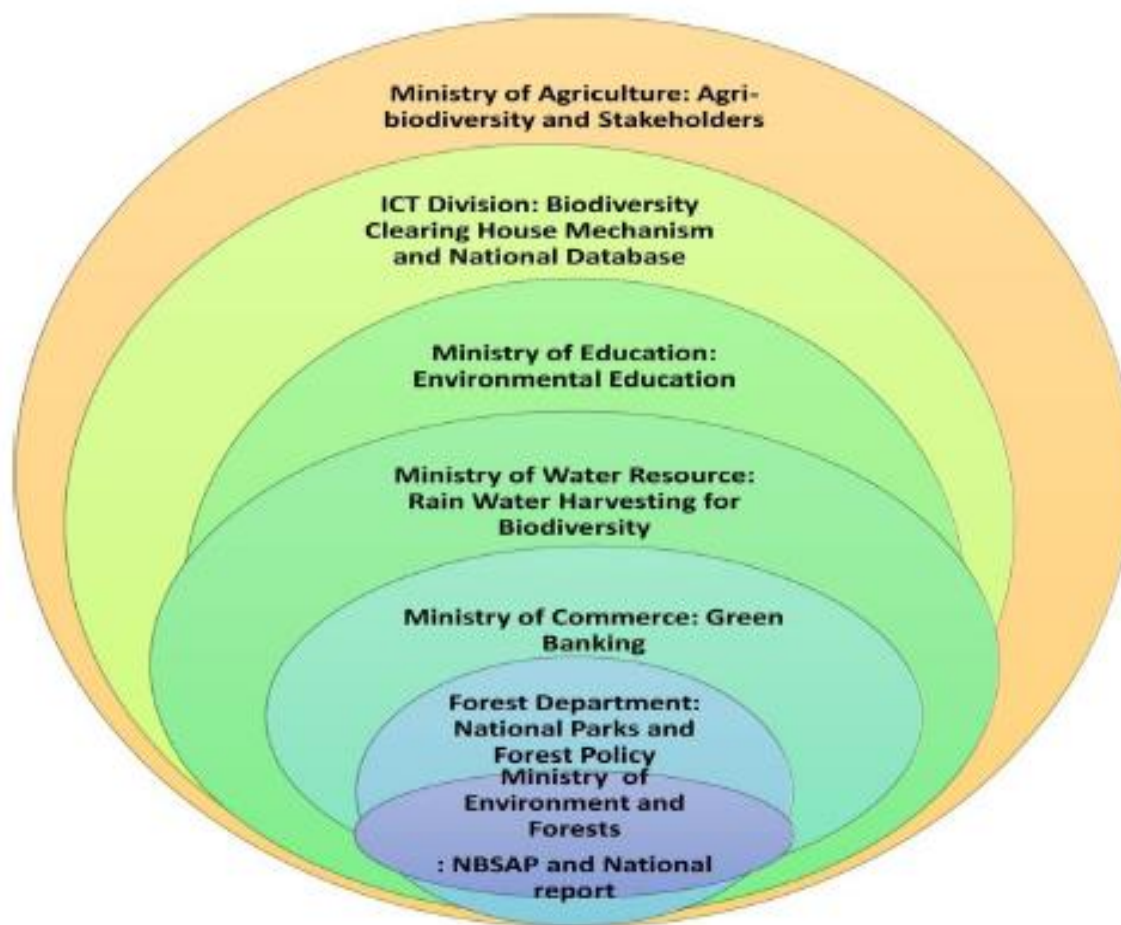 Ministry of Agriculture: Agri-
biodiversity and Stakeholders
ICT Division: Biodiversity
Clearing House Mechanism
and National Database
Ministry of Education:
Environmental Education
Ministry of Water Resource:
Rain Water Harvesting for
Biodiversity
Ministry of Commerce: Green
Banking
Forest Department:
National Parks and
Forest Policy
Ministry of
Environment and
Forests
: NBSAP and National
report